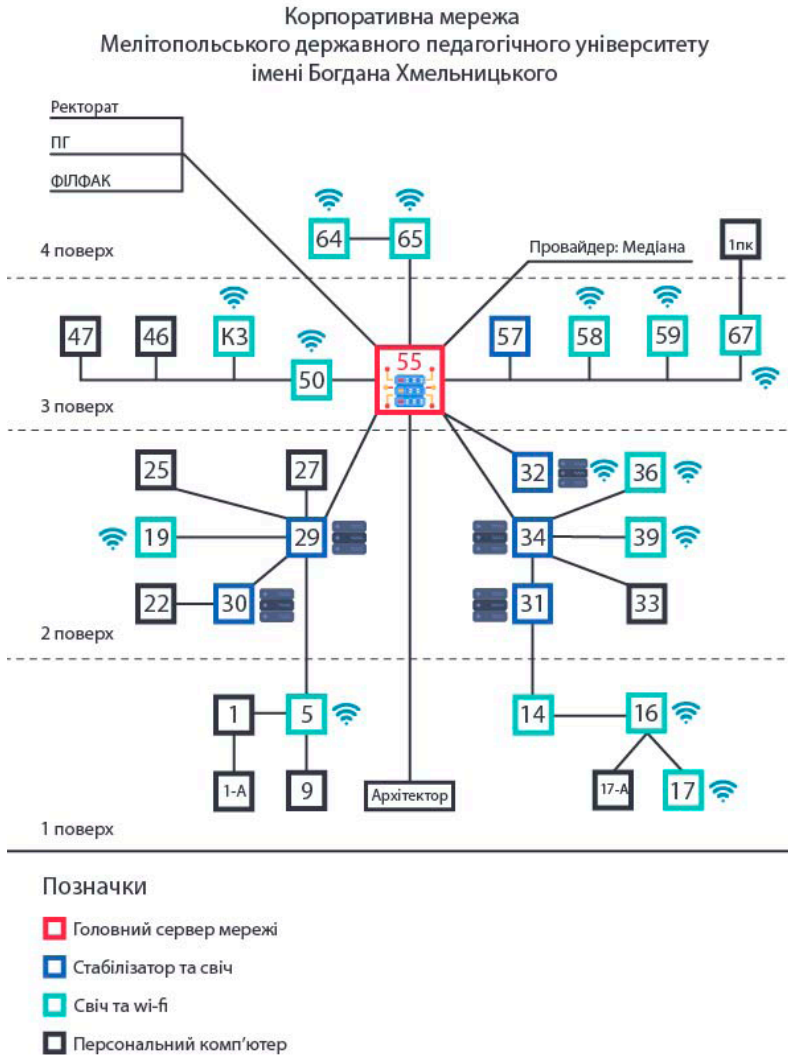 Корпоративна мережа
Мелітопольського державного педагогічного університету
імені Богдана Хмельницького
Ректорат
ПГ
ФІЛФАК
64 65
Провайдер: Медіана
1пк
4 поверх
47 46 К3 50 55 57 58 59 67
3 поверх
25 27 32 36
19 29 34 39
22 30 31 33
2 поверх
1 5 14 16
1-А 9 Архітектор 17-А 17
1 поверх
Позначки
Головний сервер мережі
Стабілізатор та свіч
Свіч та wi-fi
Персональний комп’ютер